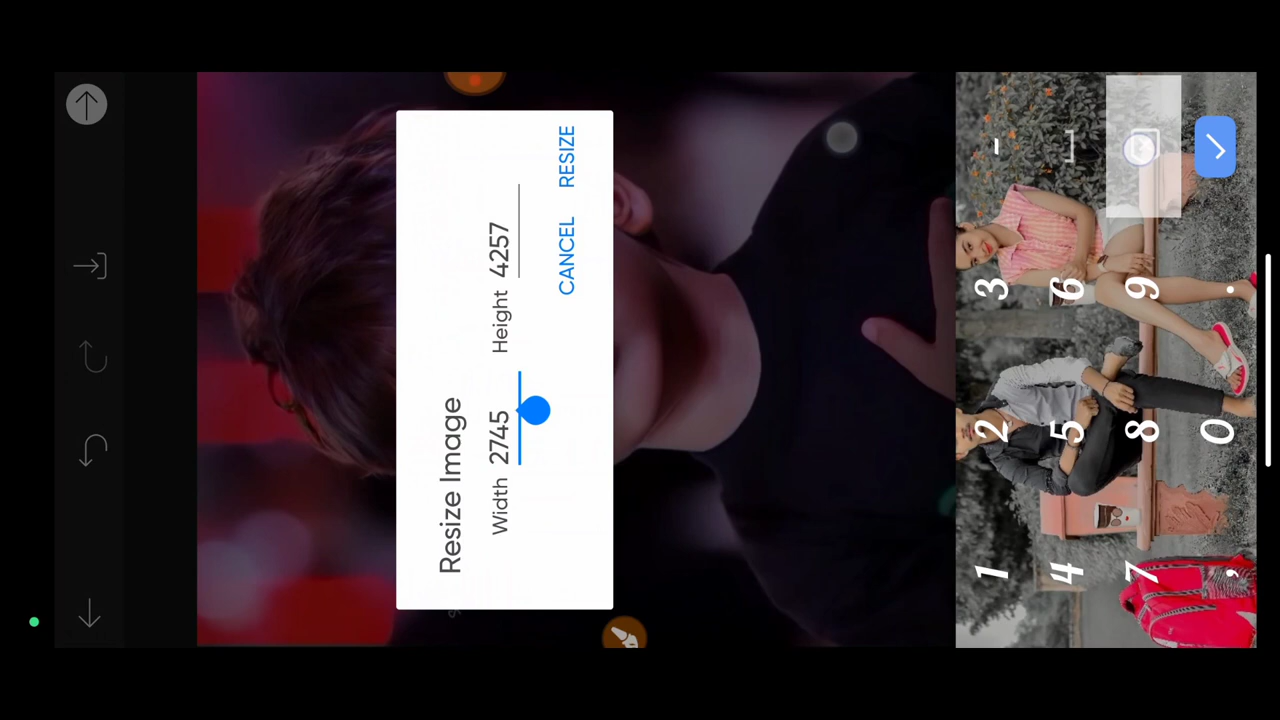 Resize Image
Width 2745 Height 4257
CANCEL RESIZE
1 2 3 -
4 5 6
7 8 9
, 0 .